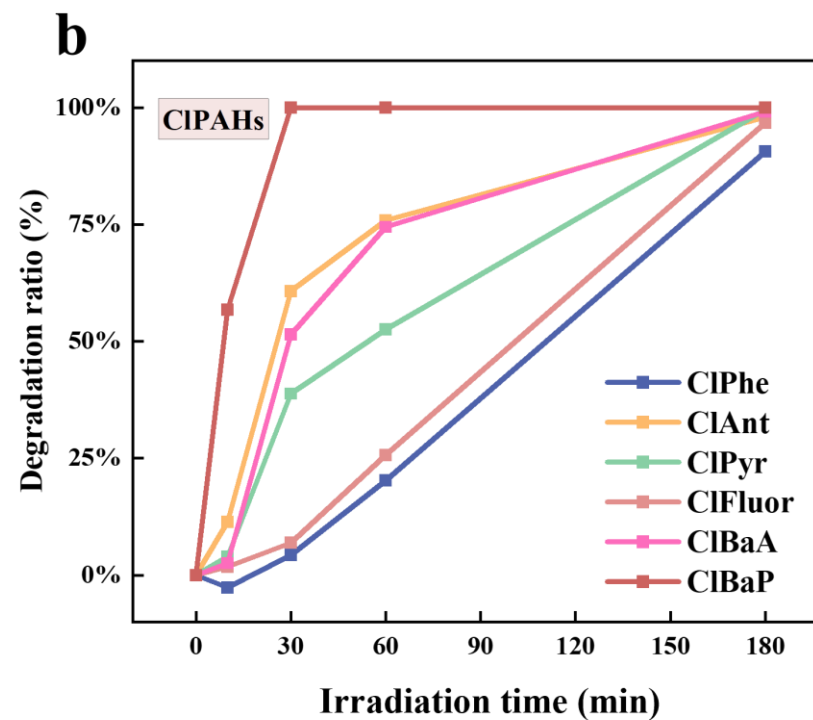 b
100%
ClPAHs
75%
50%
25%
0%
Degradation ratio (%)
ClPhe
ClAnt
ClPyr
ClFluor
ClBaA
ClBaP
0 30 60 90 120 150 180
Irradiation time (min)